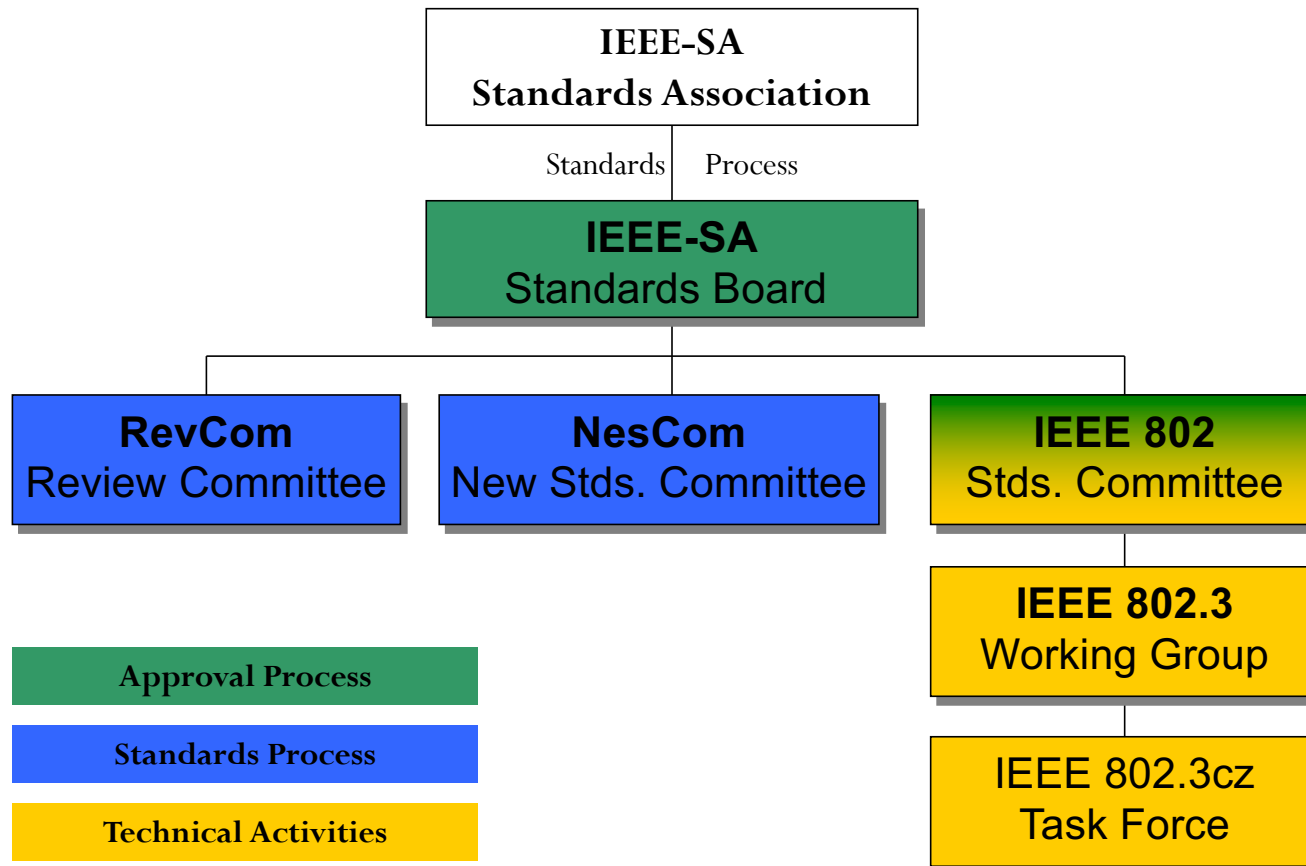 IEEE-SA
Standards Association
Standards Process
IEEE-SA
Standards Board
RevCom
Review Committee
NesCom
New Stds. Committee
IEEE 802
Stds. Committee
IEEE 802.3
Working Group
IEEE 802.3cz
Task Force
Approval Process
Standards Process
Technical Activities